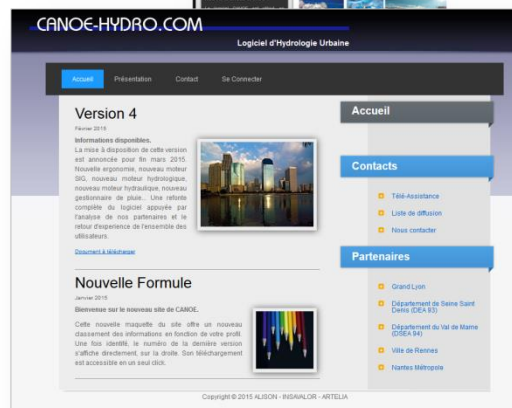 CANOE-HYDRO.COM
Logiciel d'Hydrologie Urbaine
Accueil
Présentation
Contact
Se Connecter
Version 4
Février 2015
Informations disponibles.
La mise à disposition de cette version
est annoncée pour fin mars 2015.
Nouvelle ergonomie, nouveau moteur
SIG, nouveau moteur hydrologique,
nouveau moteur hydraulique, nouveau
gestionnaire de pluie... Une refonte
complète du logiciel appuyée par
l'analyse de nos partenaires et le
retour d'experience de l'ensemble des
utilisateurs.
Document à télécharger
Nouvelle Formule
Janvier 2015
Bienvenue sur le nouveau site de CANOE.
Cette nouvelle maquette du site offre un nouveau
classement des informations en fonction de votre profil.
Une fois identifé, le numéro de la dernière version
s'affiche directement, sur la droite. Son téléchargement
est accessible en un seul click.
Accueil
Contacts
Télé-Assistance
Liste de diffusion
Nous contacter
Partenaires
Grand Lyon
Département de Seine Saint
Denis (DEA 93)
Département du Val de Marne
(DSEA 94)
Ville de Rennes
Nantes Métropole
Copyright © 2015 ALISON - INSAVALOR - ARTELIA